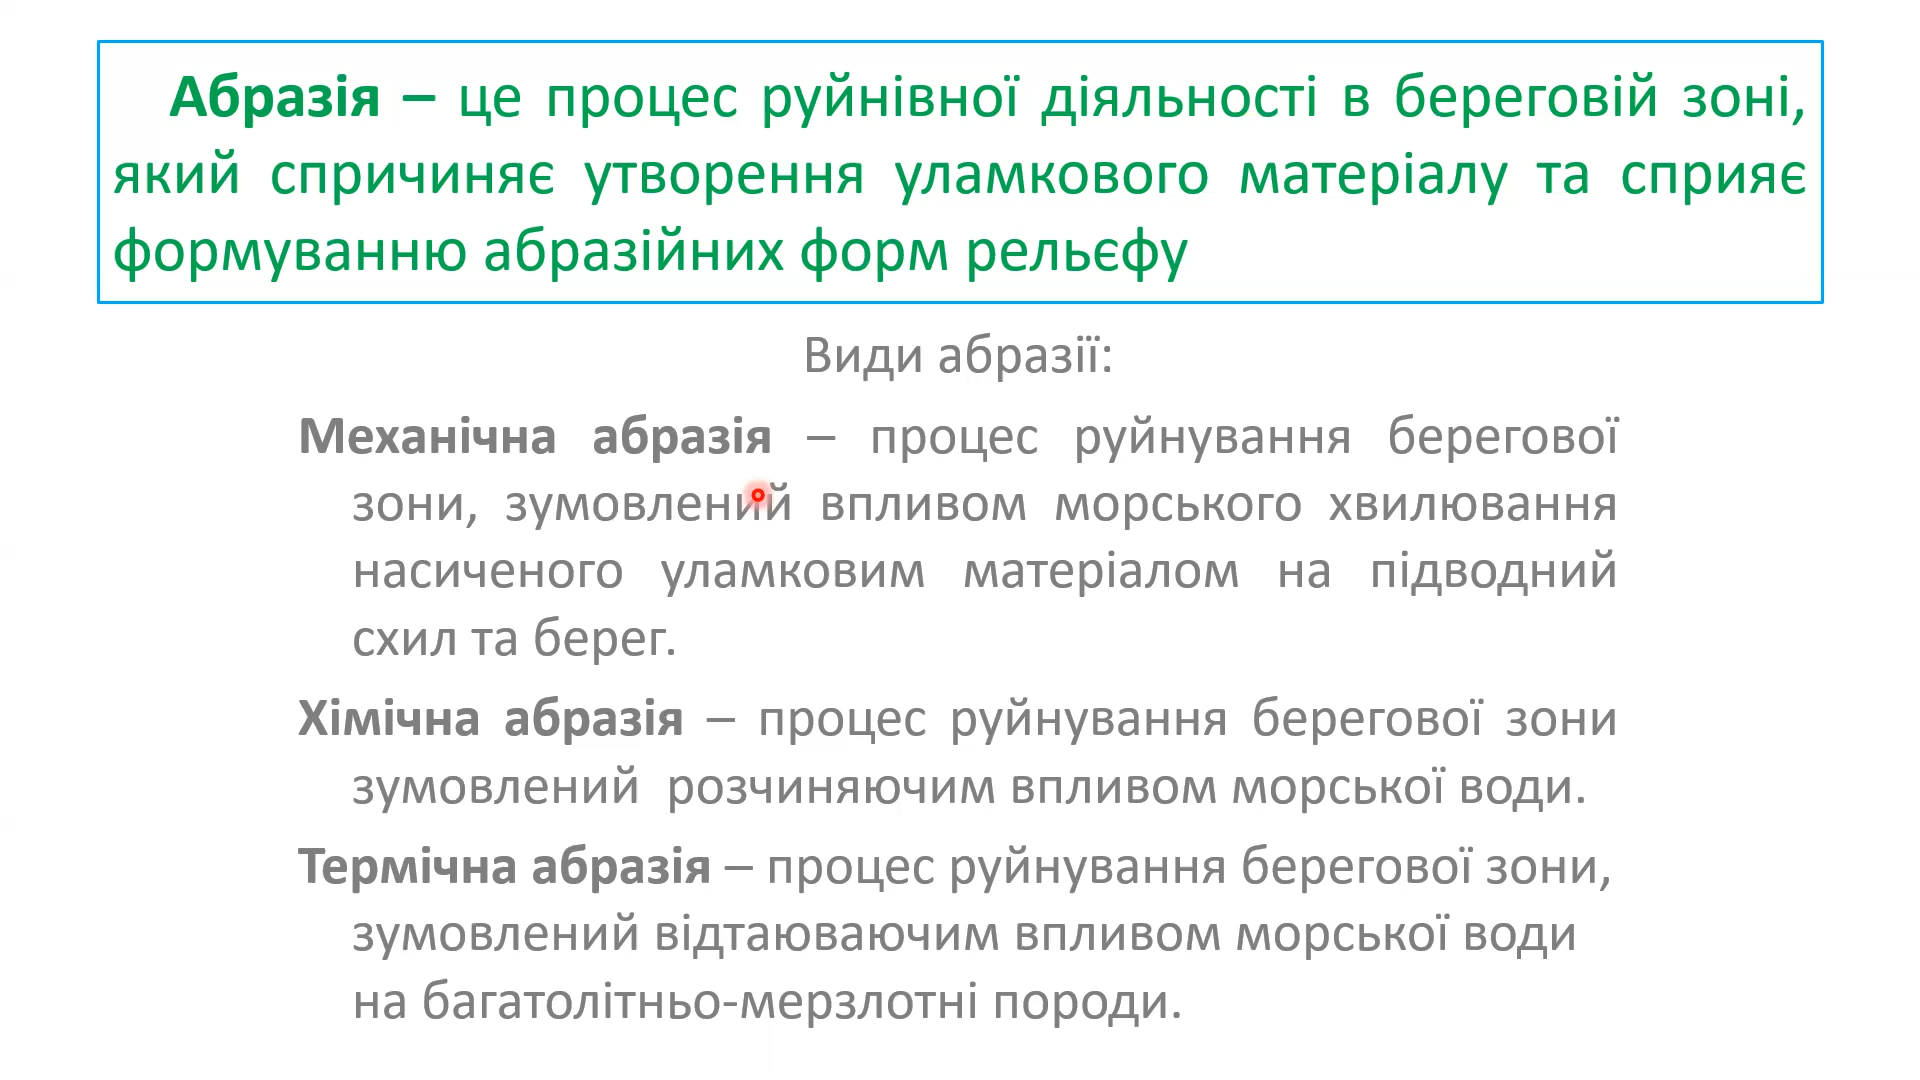 Абразія – це процес руйнівної діяльності в береговій зоні,
який спричиняє утворення уламкового матеріалу та сприяє
формуванню абразійних форм рельєфу
Види абразії:
Механічна абразія – процес руйнування берегової
зони, зумовлений впливом морського хвилювання
насиченого уламковим матеріалом на підводний
схил та берег.
Хімічна абразія – процес руйнування берегової зони
зумовлений розчиняючим впливом морської води.
Термічна абразія – процес руйнування берегової зони,
зумовлений відтаюваючим впливом морської води
на багатолітньо-мерзлотні породи.